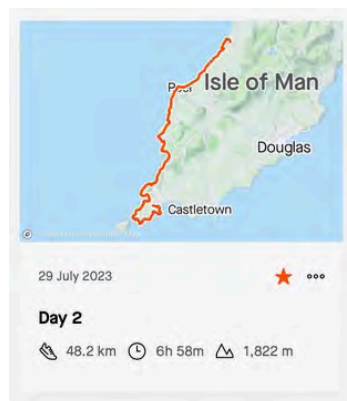 Peel
Isle of Man
Douglas
Castletown
29 July 2023
Day 2
48.2 km 6h 58m 1,822 m